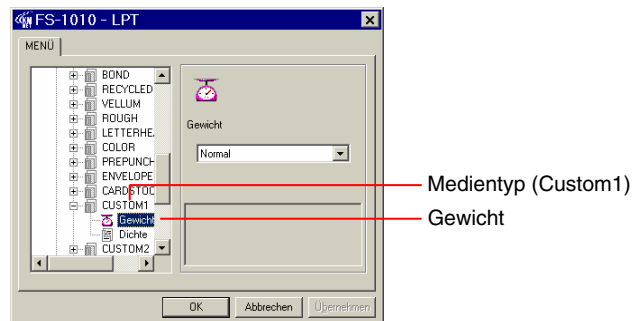 FS-1010 - LPT
MENÜ
BOND
RECYCLED
VELLUM
ROUGH
LETTERHE
COLOR
PREPUNCH
ENVELOPE
CARDSTOC
CUSTOM1
Gewicht
Dichte
CUSTOM2
Gewicht
Normal
Medientyp (Custom1)
Gewicht
OK
Abbrechen
Übernehmen